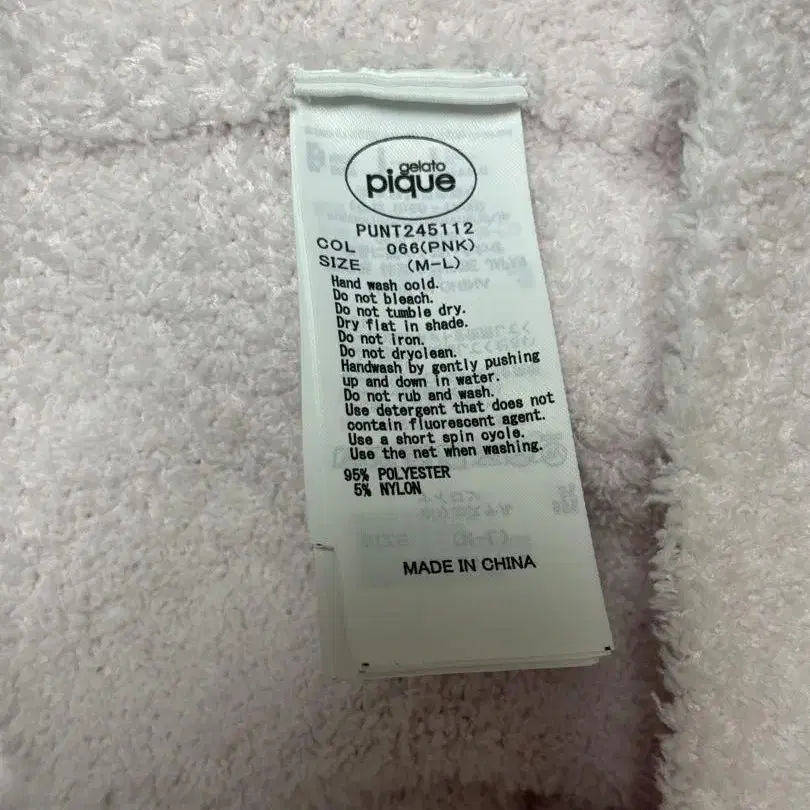 gelato
pique
PUNT245112
COL 066(PNK)
SIZE (M-L)
Hand wash cold.
Do not bleach.
Do not tumble dry.
Dry flat in shade.
Do not iron.
Do not dryclean.
Handwash by gently pushing
up and down in water.
Do not rub and wash.
Use detergent that does not
contain fluorescent agent.
Use a short spin cycle.
Use the net when washing.
95% POLYESTER
5% NYLON
MADE IN CHINA